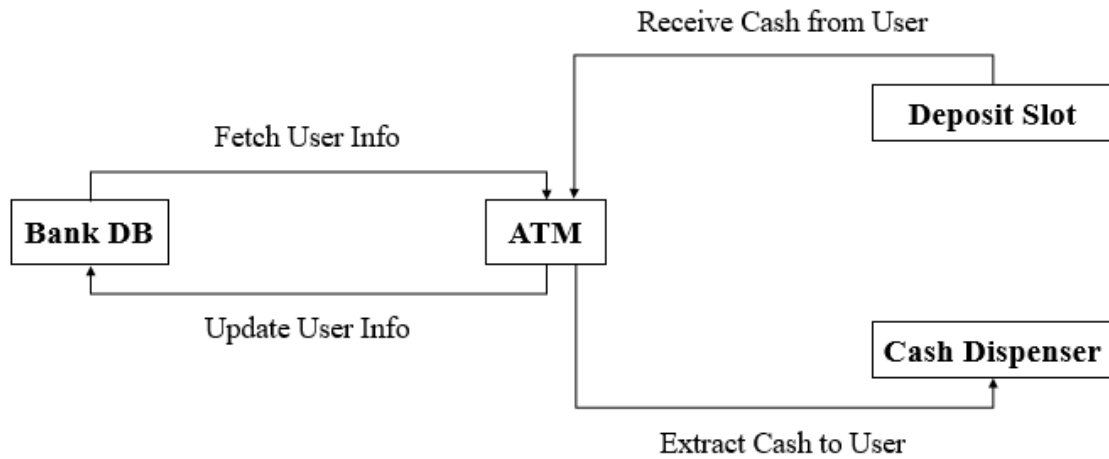 Receive Cash from User
Deposit Slot
Fetch User Info
Bank DB
ATM
Update User Info
Cash Dispenser
Extract Cash to User